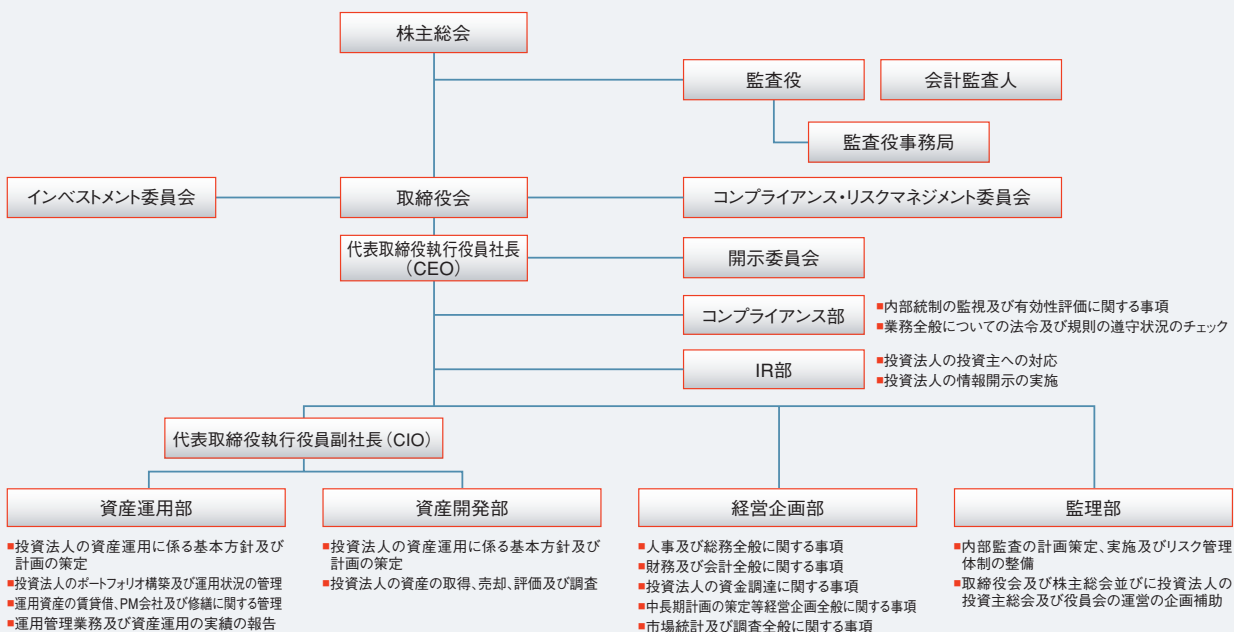 株主総会
監査役
会計監査人
監査役事務局
インベストメント委員会
取締役会
コンプライアンス・リスクマネジメント委員会
代表取締役執行役員社長
（CEO）
開示委員会
コンプライアンス部
■内部統制の監視及び有効性評価に関する事項
■業務全般についての法令及び規則の遵守状況のチェック
IR部
■投資法人の投資主への対応
■投資法人の情報開示の実施
代表取締役執行役員副社長（CIO）
資産運用部
■投資法人の資産運用に係る基本方針及び
計画の策定
■投資法人のポートフォリオ構築及び運用状況の管理
■運用資産の賃貸借、PM会社及び修繕に関する管理
■運用管理業務及び資産運用の実績の報告
資産開発部
■投資法人の資産運用に係る基本方針及び
計画の策定
■投資法人の資産の取得、売却、評価及び調査
経営企画部
■人事及び総務全般に関する事項
■財務及び会計全般に関する事項
■投資法人の資金調達に関する事項
■中長期計画の策定等経営企画全般に関する事項
■市場統計及び調査全般に関する事項
監理部
■内部監査の計画策定、実施及びリスク管理
体制の整備
■取締役会及び株主総会並びに投資法人の
投資主総会及び役員会の運営の企画補助